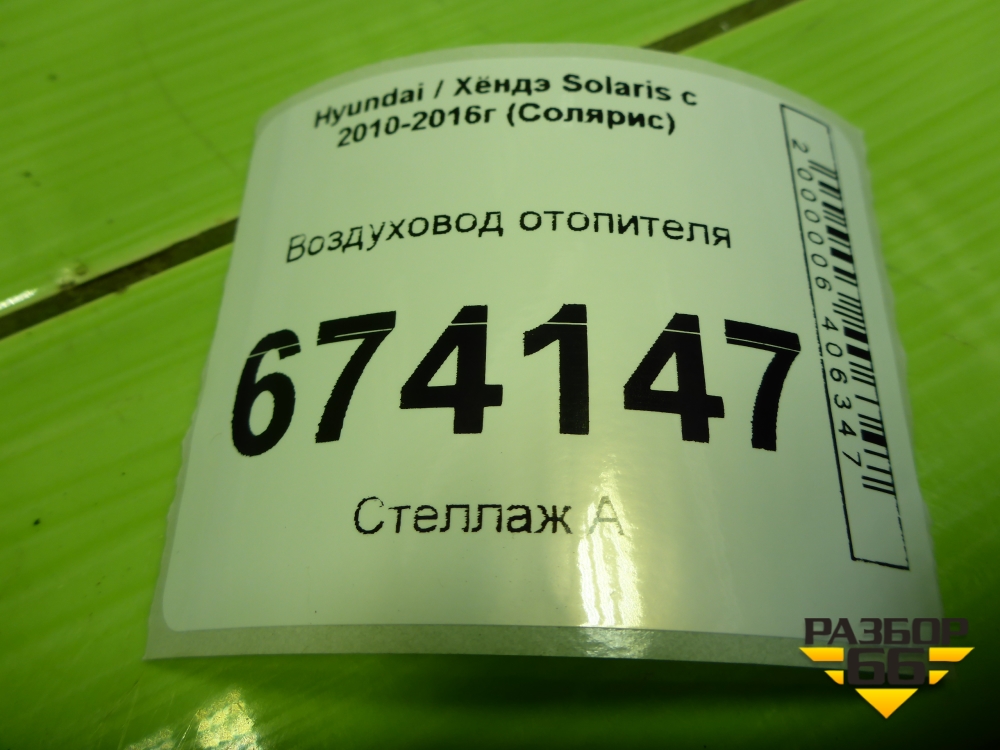 Hyundai / Хёндэ Solaris с
2010-2016г (Солярис)
Воздуховод отопителя
674147
Стеллаж А
2000006406347
РАЗБОР
66